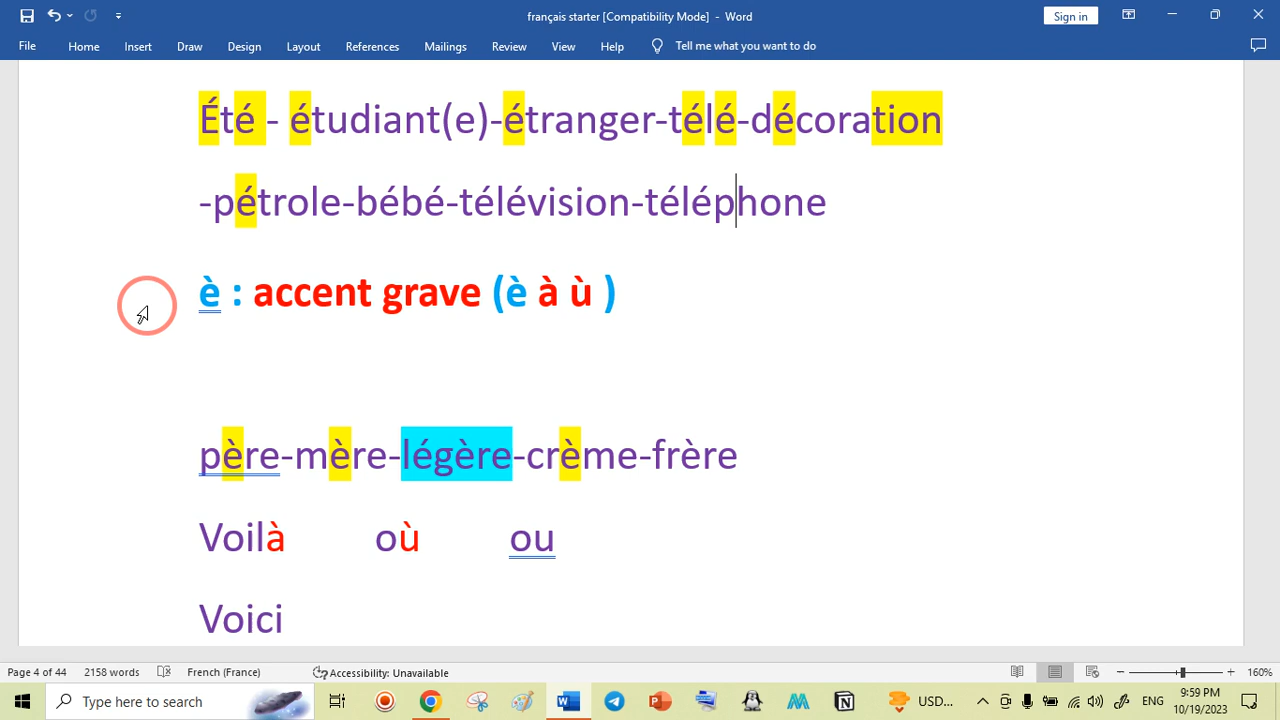 français starter [Compatibility Mode] - Word
Sign in
File Home Insert Draw Design Layout References Mailings Review View Help Tell me what you want to do
Été - étudiant(e)-étranger-télé-décoration
-pétrole-bébé-télévision-téléphone
è : accent grave (è à ù )
père-mère-légère-crème-frère
Voilà où ou
Voici
Page 4 of 44 2158 words French (France) Accessibility: Unavailable 160%
Type here to search USD... ENG 9:59 PM
10/19/2023